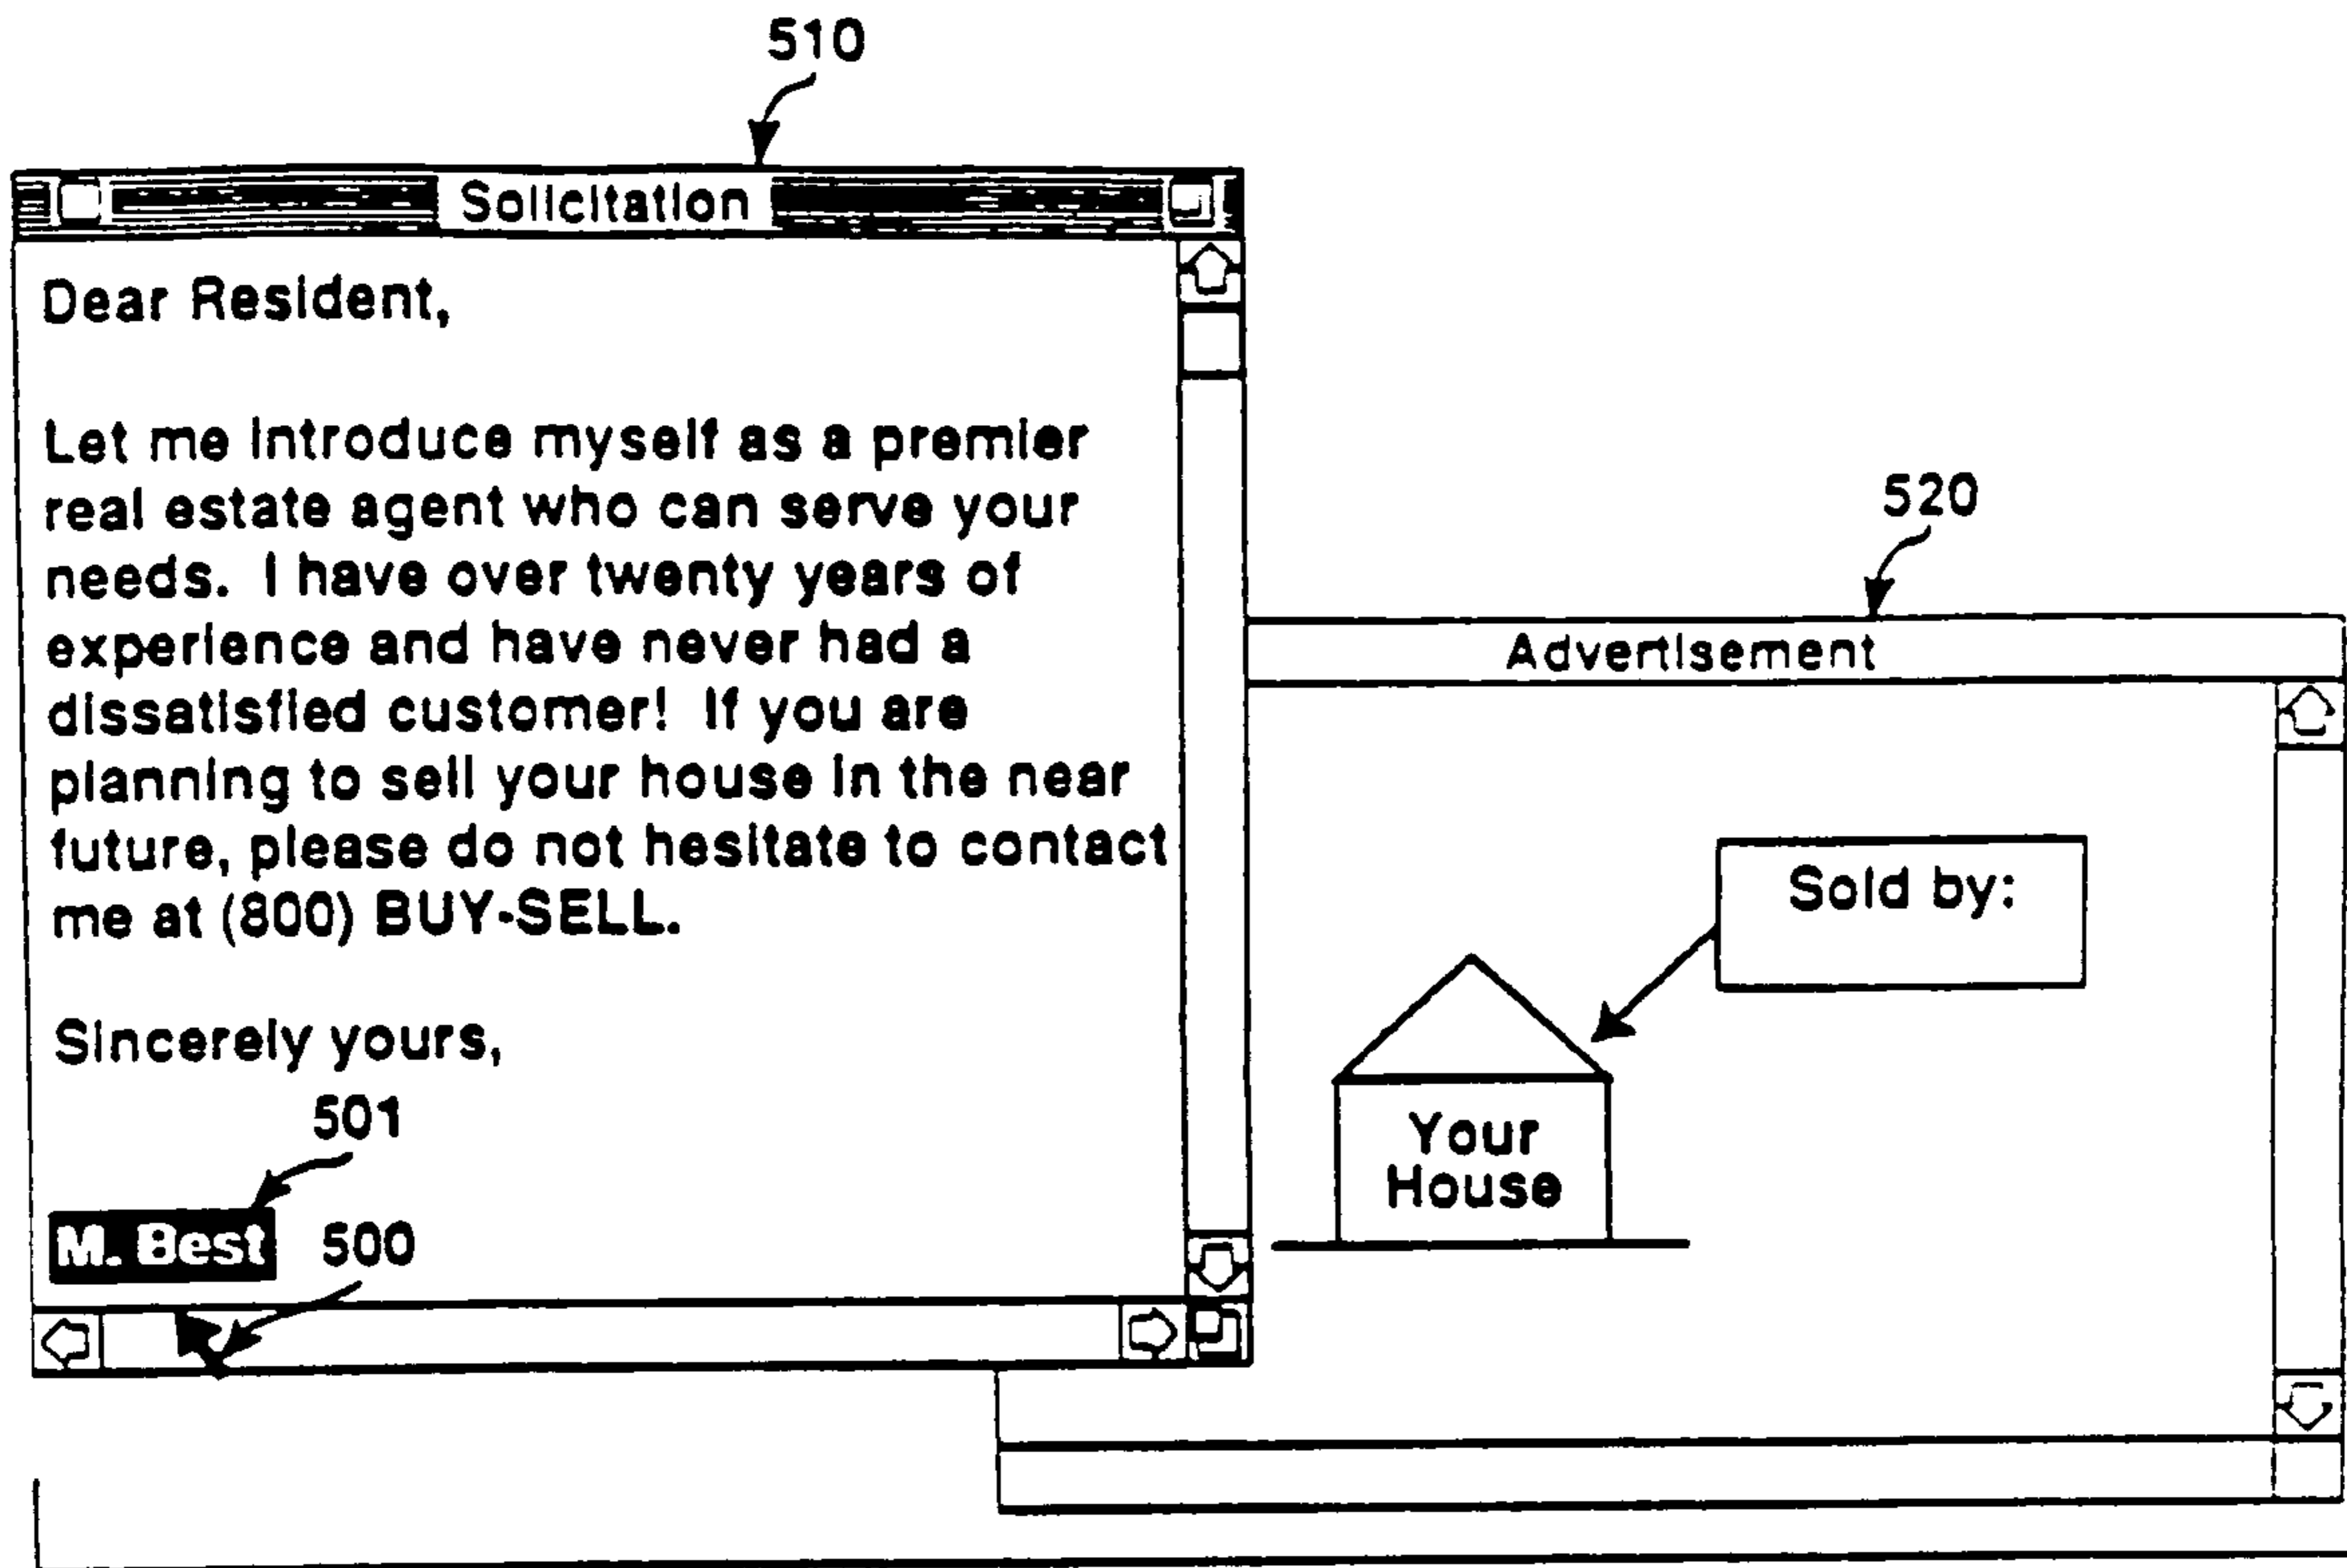 510
Solicitation
Dear Resident,
Let me introduce myself as a premier
real estate agent who can serve your
needs. I have over twenty years of
experience and have never had a
dissatisfied customer! If you are
planning to sell your house in the near
future, please do not hesitate to contact
me at (800) BUY-SELL.
Sincerely yours,
501
M. Best
500
520
Advertisement
Sold by:
Your
House